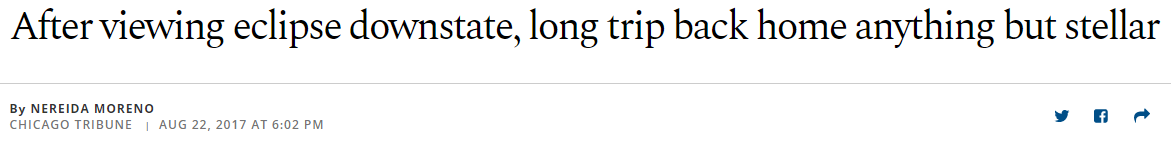 After viewing eclipse downstate, long trip back home anything but stellar
By NEREIDA MORENO
CHICAGO TRIBUNE | AUG 22, 2017 AT 6:02 PM